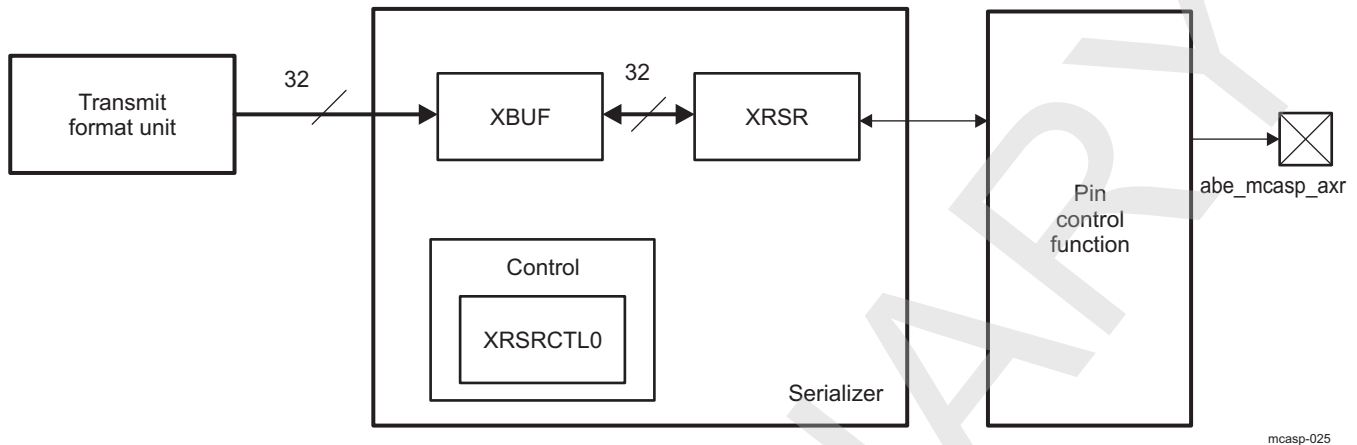 Transmit
format unit
32
XBUF
32
XRSR
Control
XRSRCTL0
Serializer
Pin
control
function
abe_mcasp_axr
mcasp-025